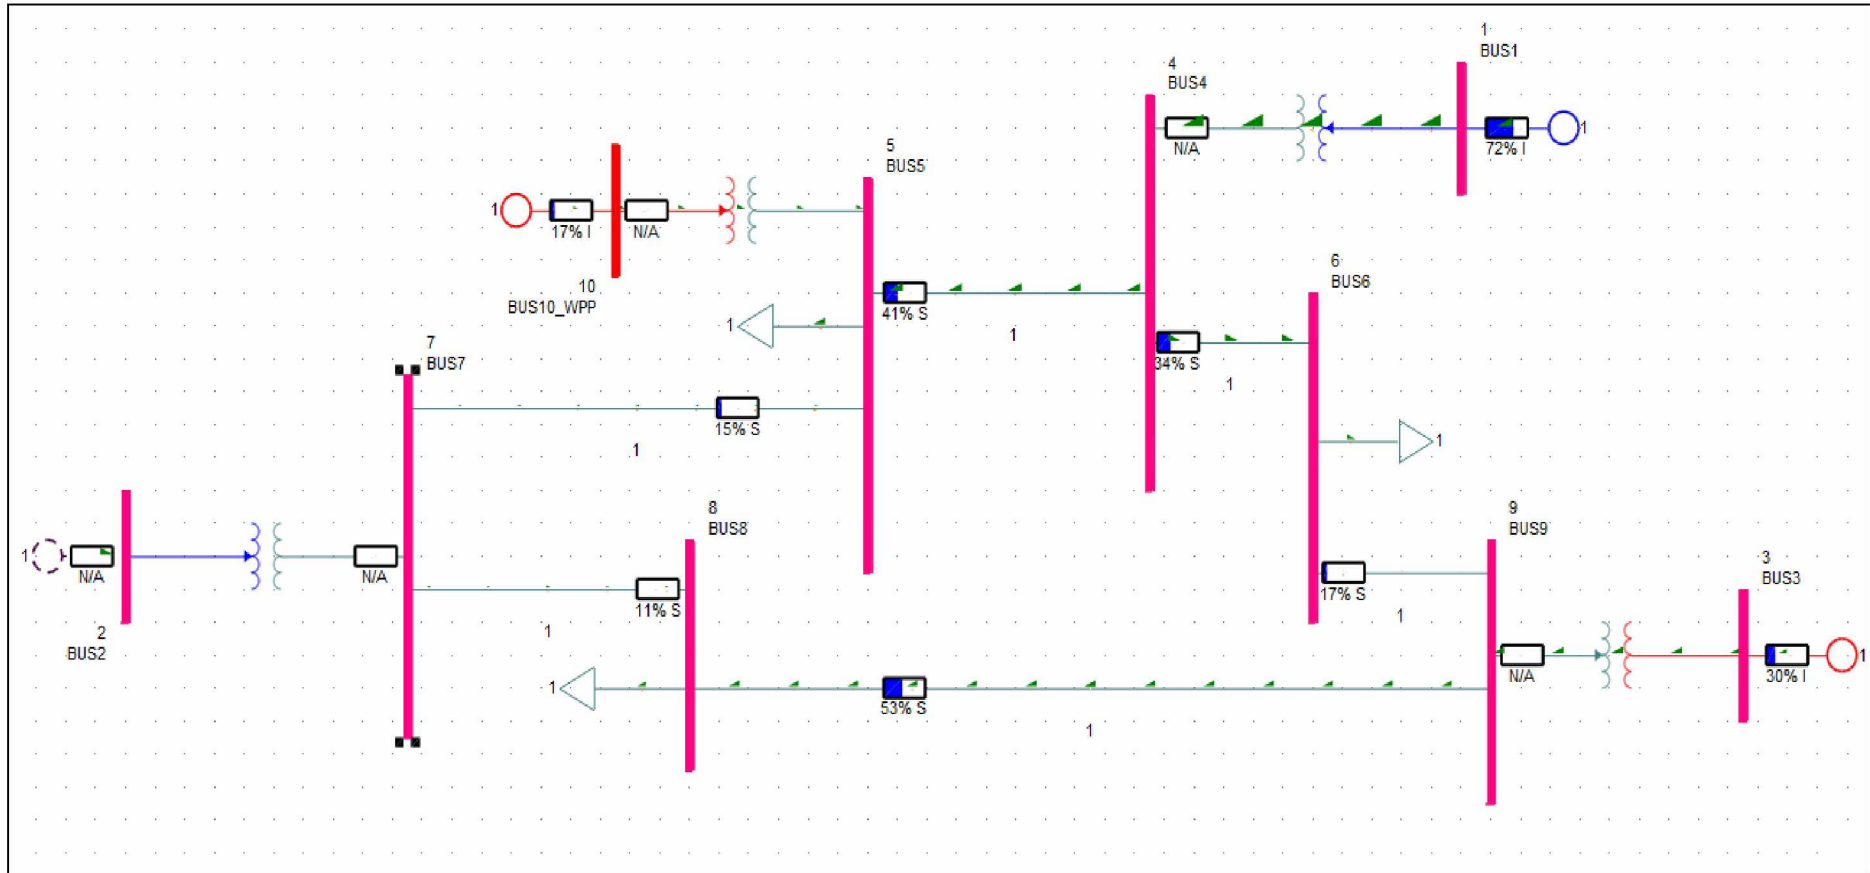 1
BUS1
4
BUS4
1
72% I
N/A
5
BUS5
1
17% I
N/A
10
BUS10_WPP
6
BUS6
41% S
1
1
34% S
1
7
BUS7
15% S
1
1
8
BUS8
9
BUS9
1
N/A
N/A
3
BUS3
17% S
1
11% S
1
2
BUS2
N/A
30% I
1
1
53% S
1